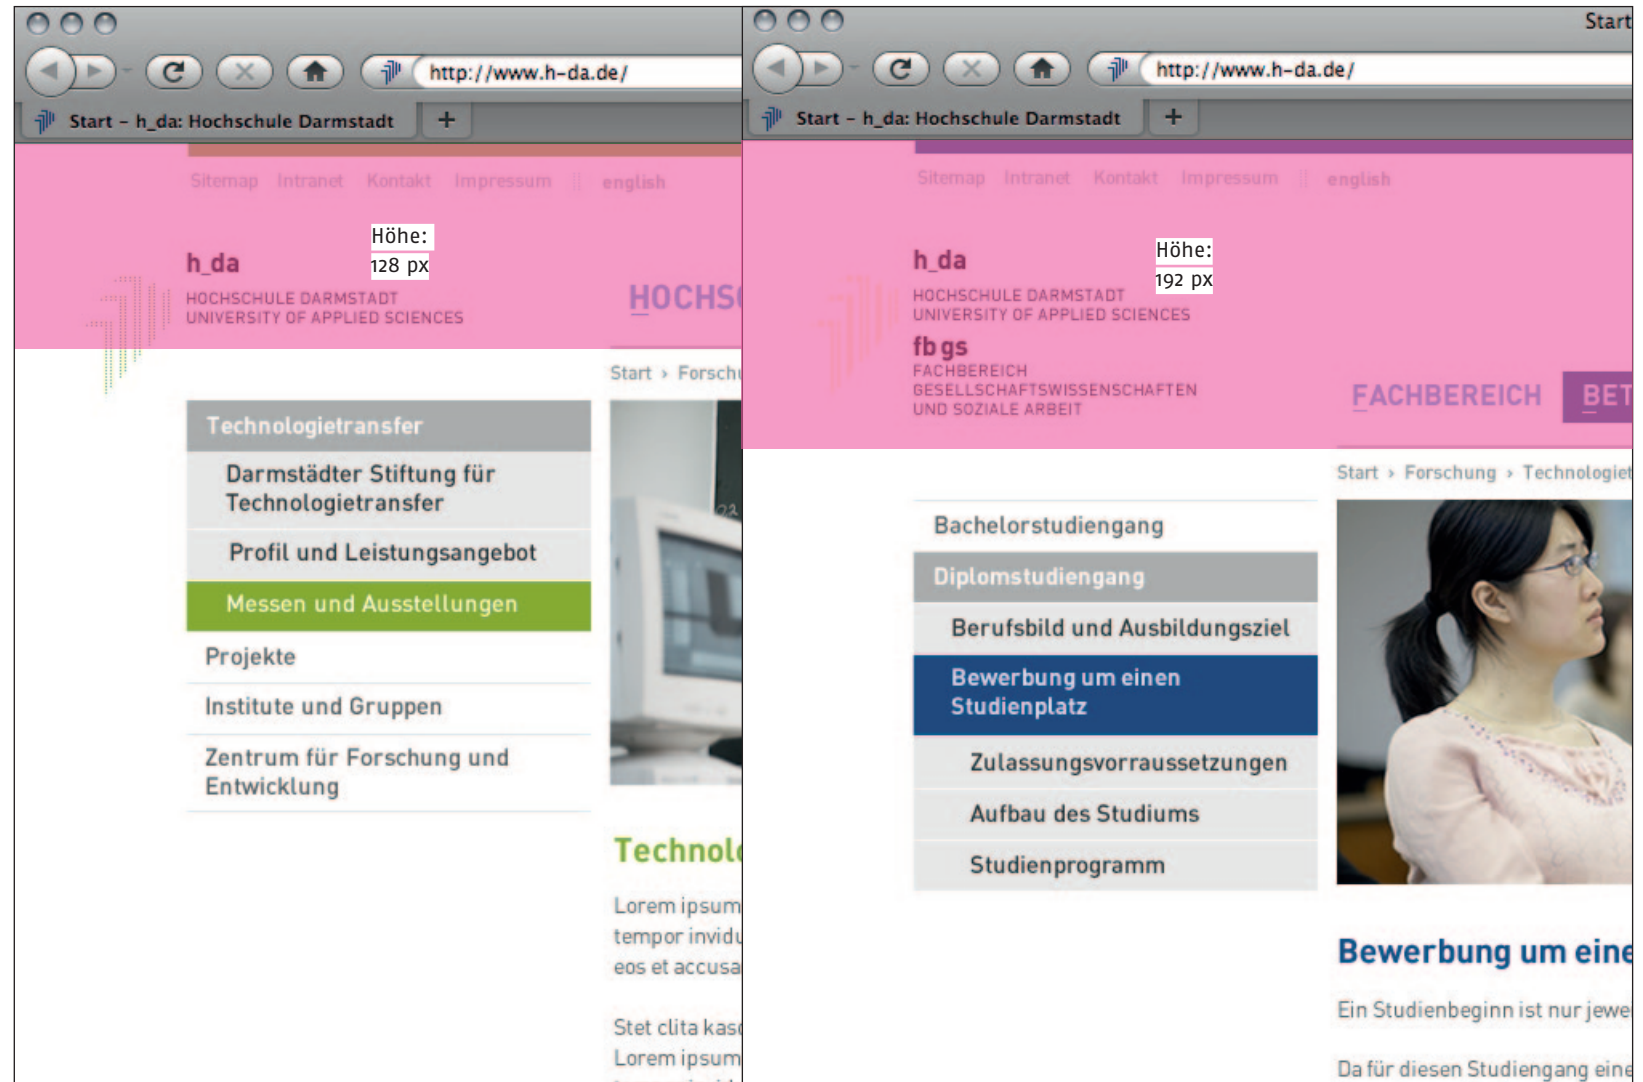 http://www.h-da.de/
Start – h_da: Hochschule Darmstadt +
Sitemap Intranet Kontakt Impressum english
Höhe:
128 px
h_da
HOCHSCHULE DARMSTADT
UNIVERSITY OF APPLIED SCIENCES
HOCHS
Start › Forschu
Technologietransfer
Darmstädter Stiftung für
Technologietransfer
Profil und Leistungsangebot
Messen und Ausstellungen
Projekte
Institute und Gruppen
Zentrum für Forschung und
Entwicklung
Technolo
Lorem ipsum
tempor invidu
eos et accusa
Stet clita kasd
Lorem ipsum
Start
http://www.h-da.de/
Start – h_da: Hochschule Darmstadt +
Sitemap Intranet Kontakt Impressum english
Höhe:
192 px
h_da
HOCHSCHULE DARMSTADT
UNIVERSITY OF APPLIED SCIENCES
fb gs
FACHBEREICH
GESELLSCHAFTSWISSENSCHAFTEN
UND SOZIALE ARBEIT
FACHBEREICH BET
Start › Forschung › Technologiet
Bachelorstudiengang
Diplomstudiengang
Berufsbild und Ausbildungsziel
Bewerbung um einen
Studienplatz
Zulassungsvorraussetzungen
Aufbau des Studiums
Studienprogramm
Bewerbung um eine
Ein Studienbeginn ist nur jewe
Da für diesen Studiengang eine